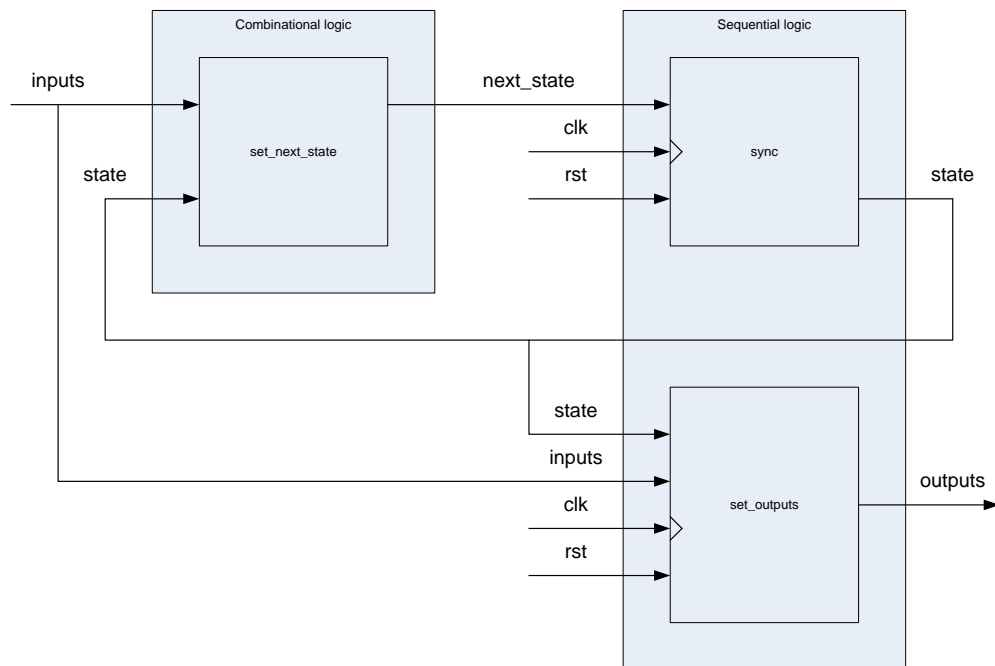 Combinational logic
Sequential logic
inputs
next_state
set_next_state
clk
sync
rst
state
state
state
inputs
outputs
clk
set_outputs
rst